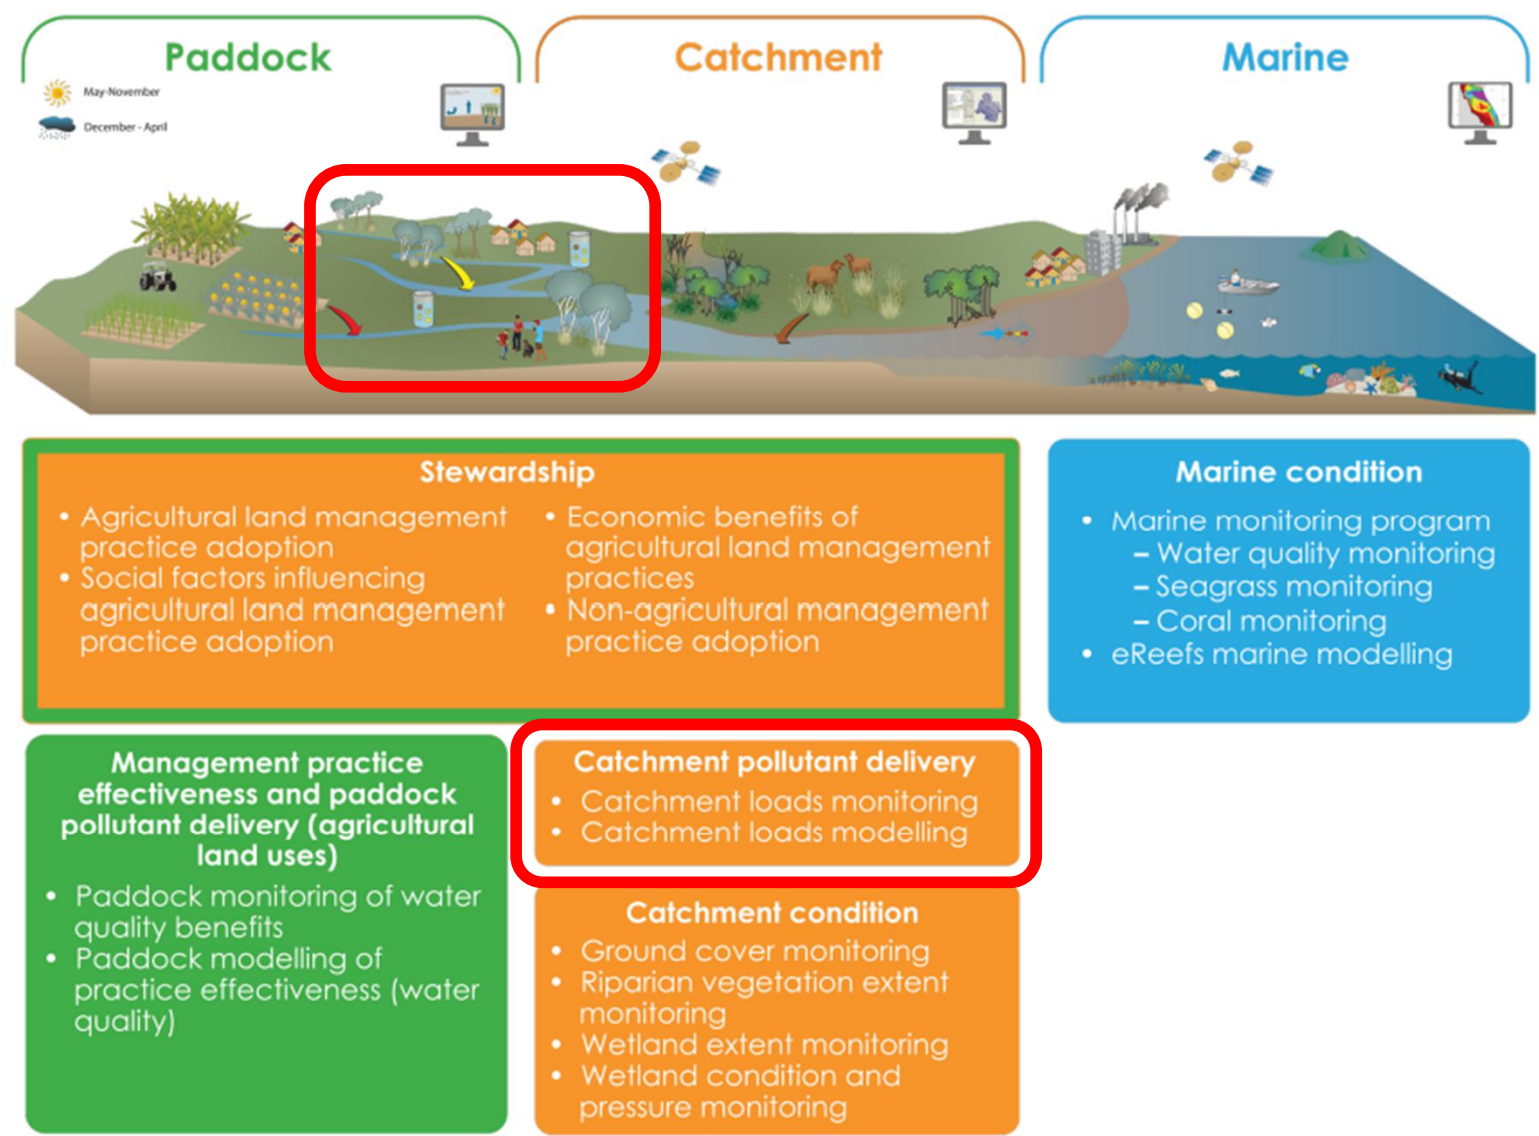 Paddock
Catchment
Marine
May-November
December - April
Stewardship
• Agricultural land management
practice adoption
• Social factors influencing
agricultural land management
practice adoption
• Economic benefits of
agricultural land management
practices
• Non-agricultural management
practice adoption
Marine condition
• Marine monitoring program
– Water quality monitoring
– Seagrass monitoring
– Coral monitoring
• eReefs marine modelling
Management practice
effectiveness and paddock
pollutant delivery (agricultural
land uses)
• Paddock monitoring of water
quality benefits
• Paddock modelling of
practice effectiveness (water
quality)
Catchment pollutant delivery
• Catchment loads monitoring
• Catchment loads modelling
Catchment condition
• Ground cover monitoring
• Riparian vegetation extent
monitoring
• Wetland extent monitoring
• Wetland condition and
pressure monitoring